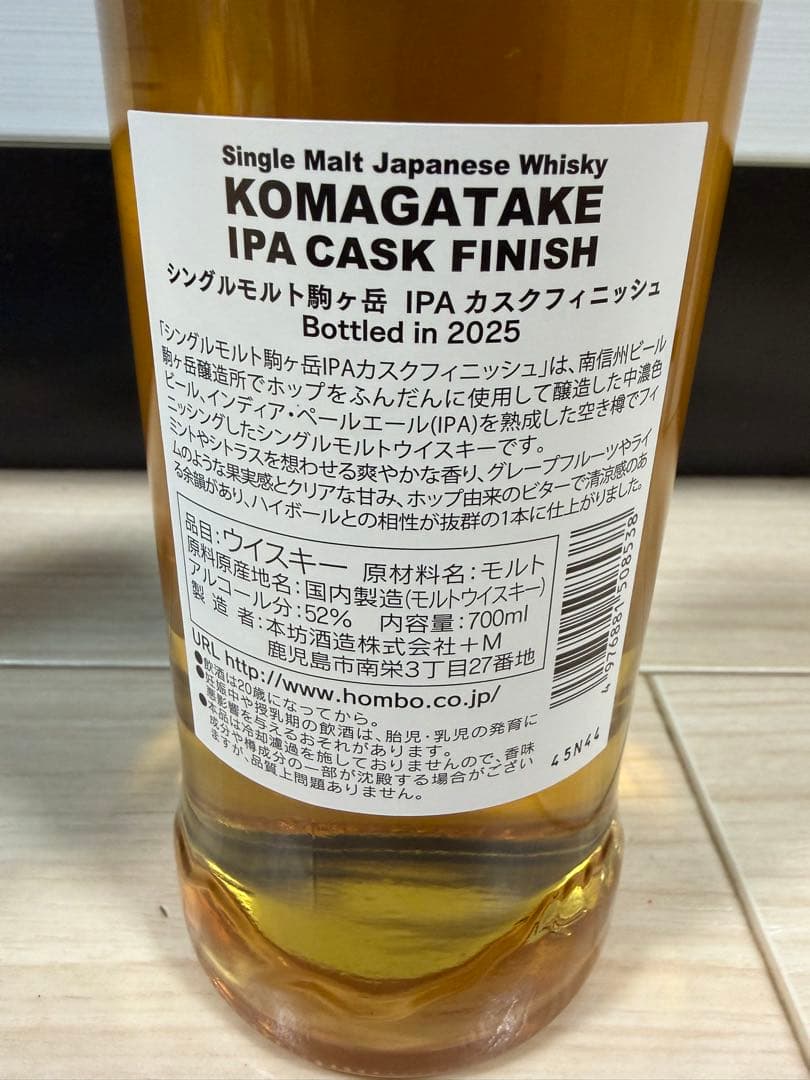 Single Malt Japanese Whisky
KOMAGATAKE
IPA CASK FINISH
シングルモルト駒ヶ岳 IPA カスクフィニッシュ
Bottled in 2025
「シングルモルト駒ヶ岳IPAカスクフィニッシュ」は、南信州ビール
駒ヶ岳醸造所でホップをふんだんに使用して醸造した中濃色
ビール、インディア・ペールエール(IPA)を熟成した空き樽でフィ
ニッシングしたシングルモルトウイスキーです。
ミントやシトラスを想わせる爽やかな香り、グレープフルーツやライ
ムのような果実感とクリアな甘み、ホップ由来のビターで清涼感のあ
る余韻があり、ハイボールとの相性が抜群の1本に仕上がりました。
品目:ウイスキー 原材料名:モルト
原料原産地名:国内製造(モルトウイスキー)
アルコール分:52% 内容量:700ml
製造者:本坊酒造株式会社+M
鹿児島市南栄3丁目27番地
URL http://www.hombo.co.jp/
●飲酒は20歳になってから。
●妊娠中や授乳期の飲酒は、胎児・乳児の発育に
悪影響を与えるおそれがあります。
●本品は冷却濾過を施しておりませんので、香味
成分や樽成分の一部が沈殿する場合がござい
ますが、品質上問題ありません。
4 976881 508538
45N44